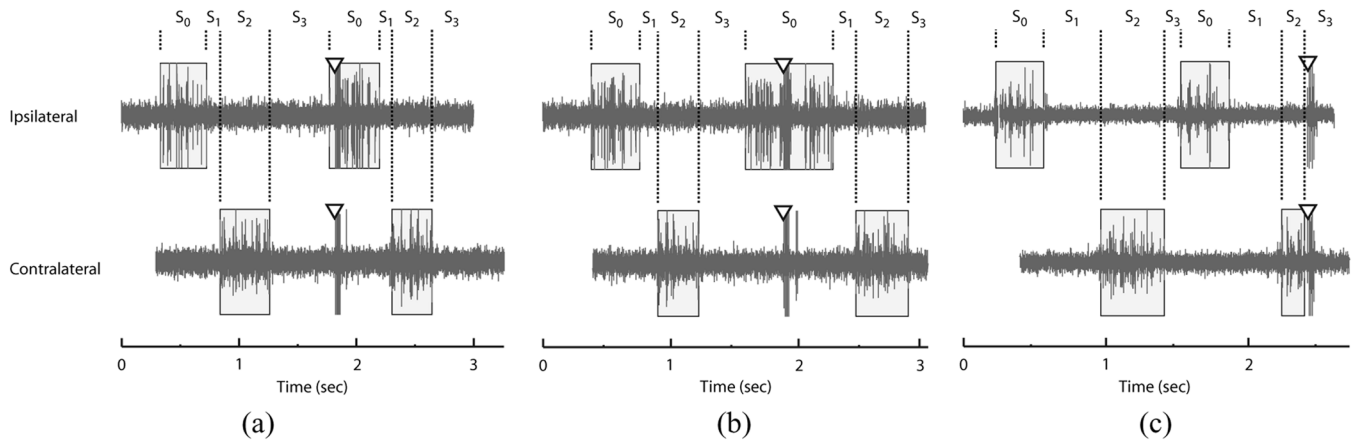 S₀ S₁ S₂ S₃ S₀ S₁ S₂ S₃ S₀ S₁ S₂ S₃ S₀ S₁ S₂ S₃ S₀ S₁ S₂ S₃ S₀ S₁ S₂ S₃
Ipsilateral
Contralateral
0 1 2 3 0 1 2 3 0 1 2
Time (sec) Time (sec) Time (sec)
(a) (b) (c)